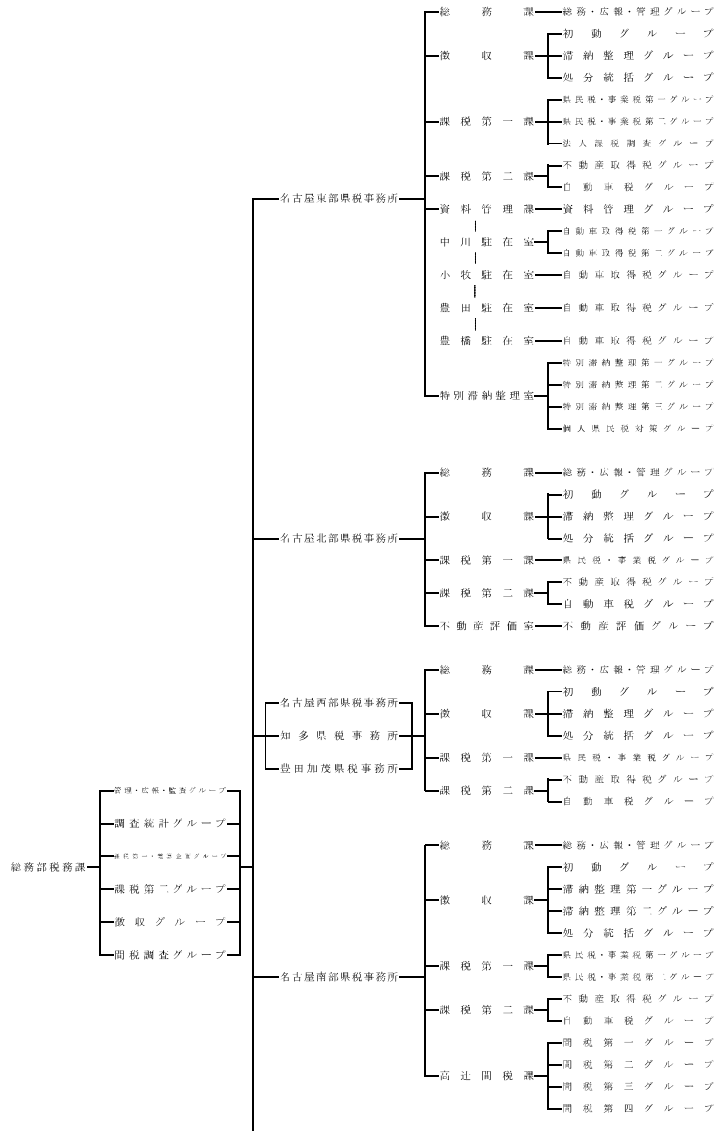 総務部税務課
管理・広報・監査グループ
調査統計グループ
課税第二グループ
徴収グループ
間税調査グループ
名古屋東部県税事務所
総務課
総務・広報・管理グループ
徴収課
初動グループ
滞納整理グループ
処分統括グループ
課税第一課
県民税・事業税第一グループ
県民税・事業税第二グループ
法人課税調査グループ
課税第二課
不動産取得税グループ
自動車税グループ
資料管理課
資料管理グループ
中川駐在室
自動車取得税第一グループ
自動車取得税第二グループ
小牧駐在室
自動車取得税グループ
豊田駐在室
自動車取得税グループ
豊橋駐在室
自動車取得税グループ
特別滞納整理室
特別滞納整理第一グループ
特別滞納整理第二グループ
特別滞納整理第三グループ
個人県民税対策グループ
名古屋北部県税事務所
総務課
総務・広報・管理グループ
徴収課
初動グループ
滞納整理グループ
処分統括グループ
課税第一課
県民税・事業税グループ
課税第二課
不動産取得税グループ
自動車税グループ
不動産評価室
不動産評価グループ
名古屋西部県税事務所
知多県税事務所
豊田加茂県税事務所
総務課
総務・広報・管理グループ
徴収課
初動グループ
滞納整理グループ
処分統括グループ
課税第一課
県民税・事業税グループ
課税第二課
不動産取得税グループ
自動車税グループ
名古屋南部県税事務所
総務課
総務・広報・管理グループ
徴収課
初動グループ
滞納整理第一グループ
滞納整理第二グループ
処分統括グループ
課税第一課
県民税・事業税第一グループ
県民税・事業税第二グループ
課税第二課
不動産取得税グループ
自動車税グループ
高辻間税課
間税第一グループ
間税第二グループ
間税第三グループ
間税第四グループ